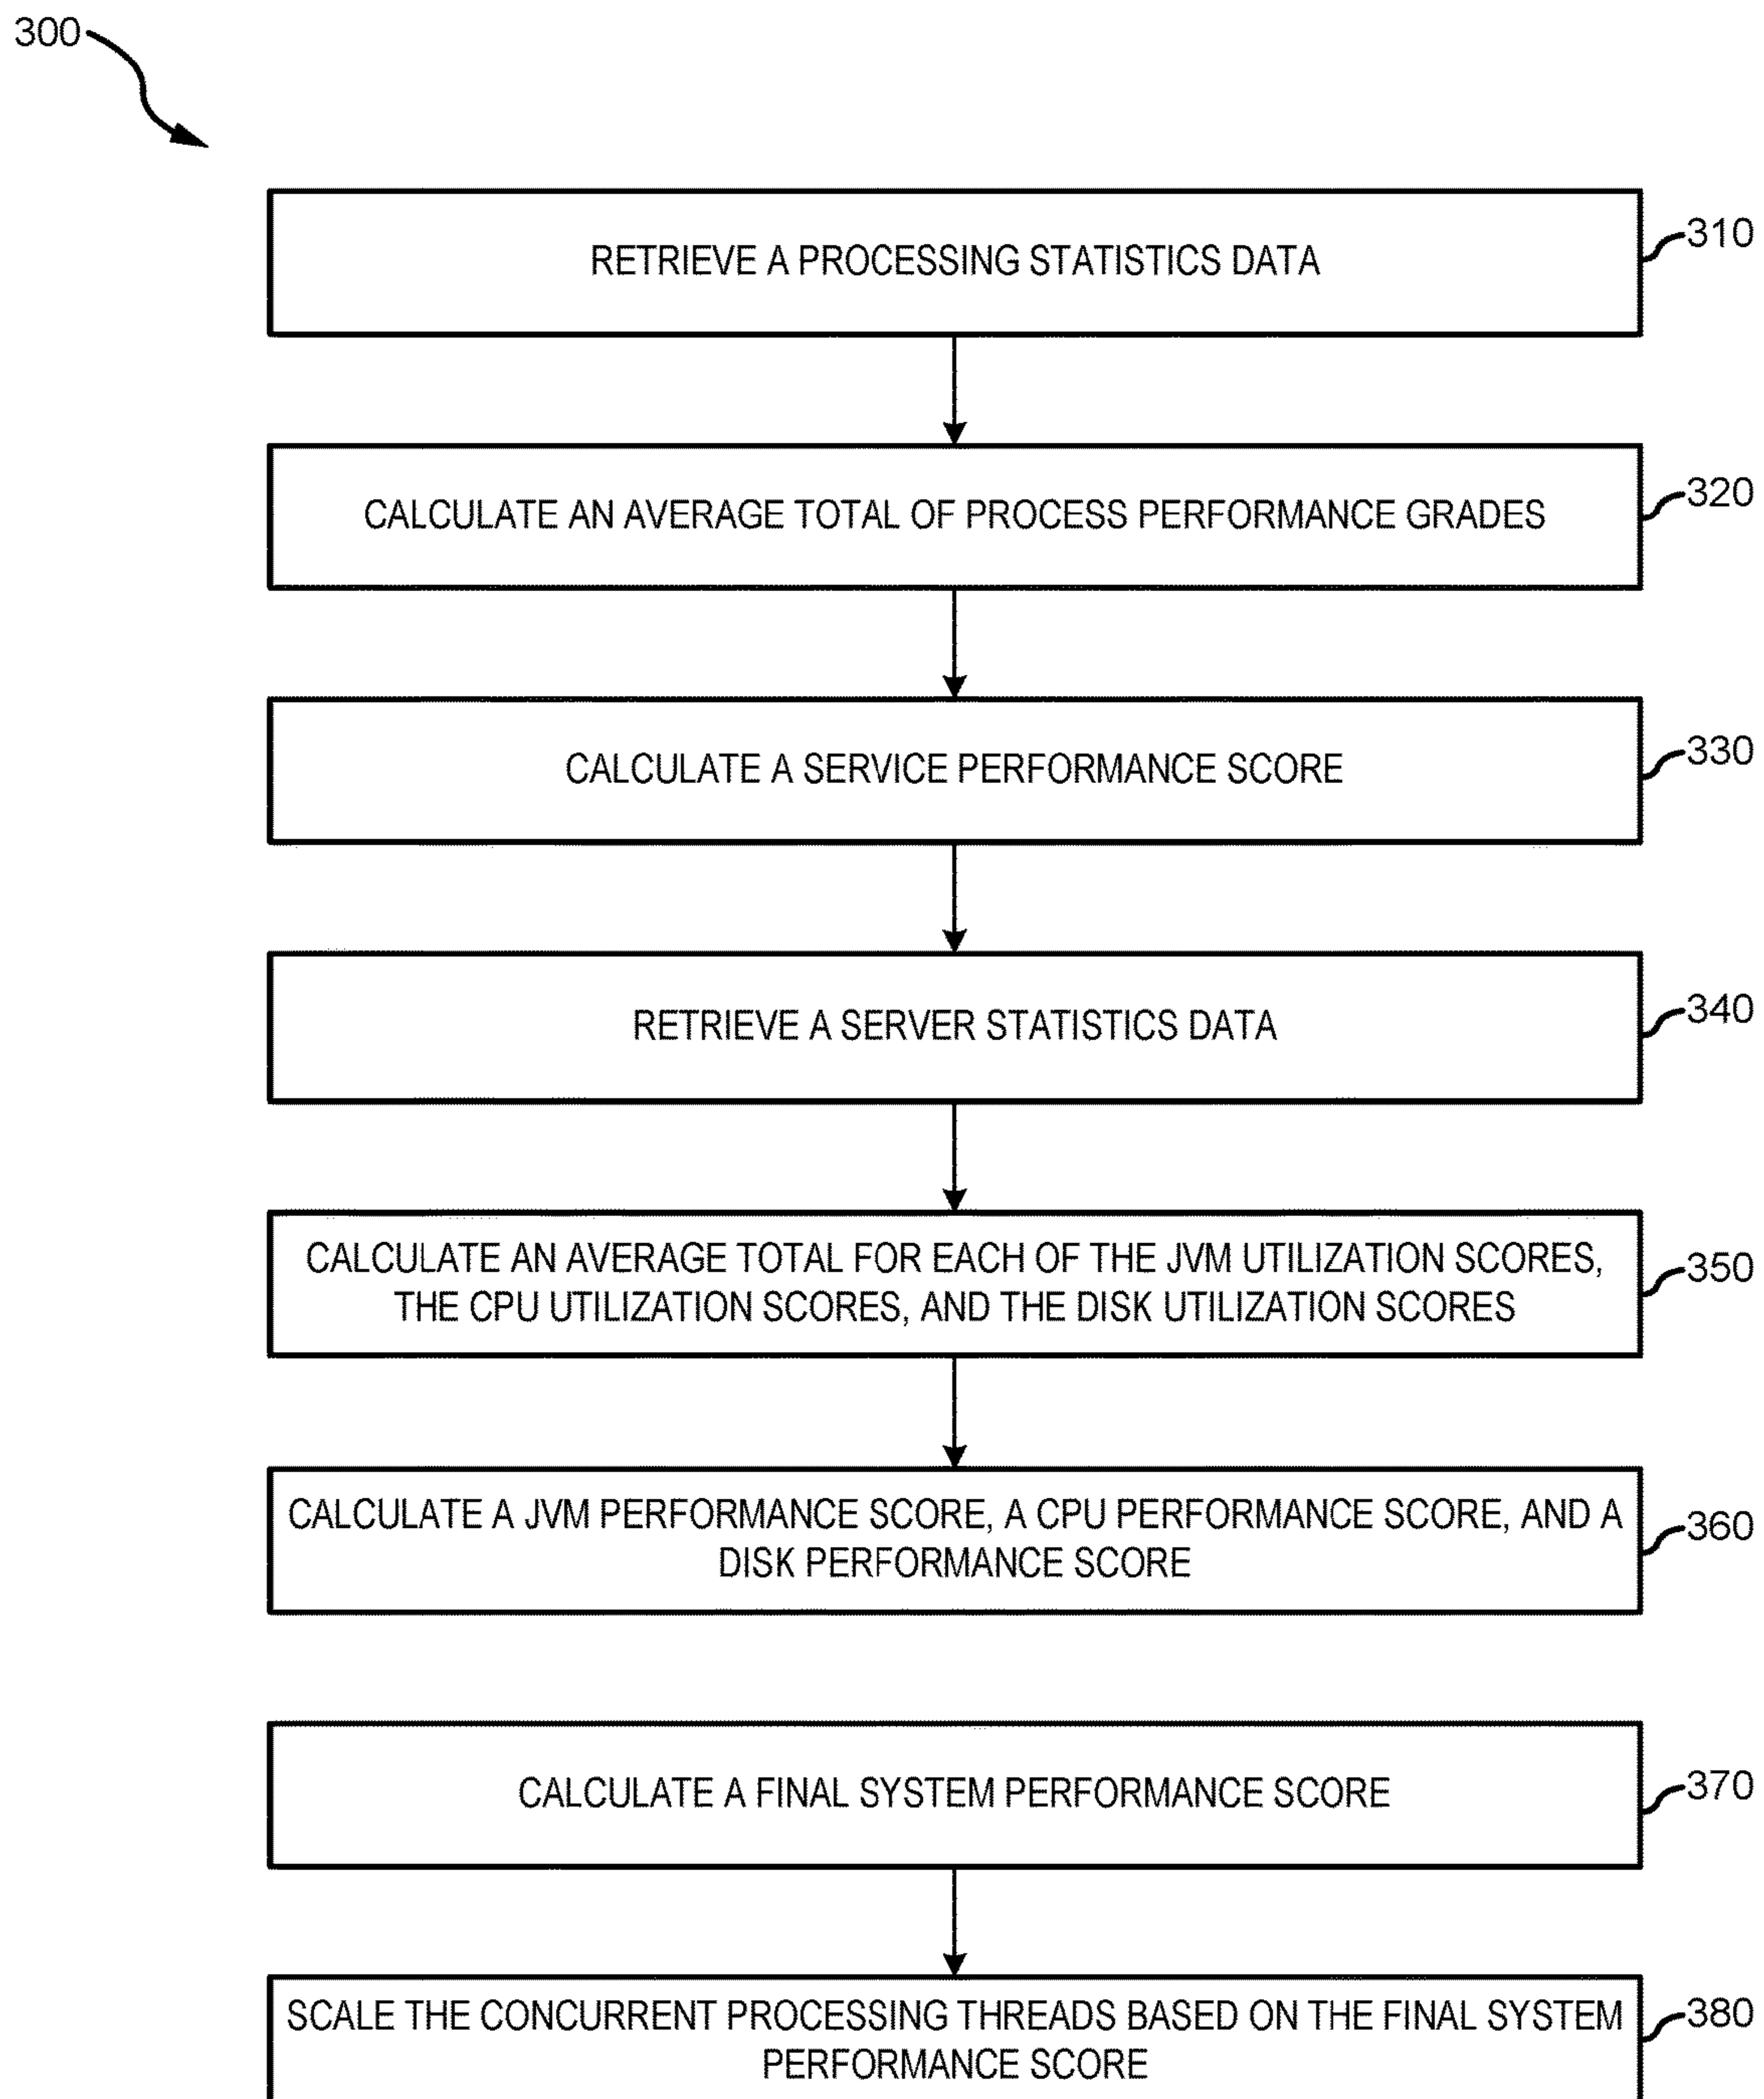 300
RETRIEVE A PROCESSING STATISTICS DATA
310
CALCULATE AN AVERAGE TOTAL OF PROCESS PERFORMANCE GRADES
320
CALCULATE A SERVICE PERFORMANCE SCORE
330
RETRIEVE A SERVER STATISTICS DATA
340
CALCULATE AN AVERAGE TOTAL FOR EACH OF THE JVM UTILIZATION SCORES,
THE CPU UTILIZATION SCORES, AND THE DISK UTILIZATION SCORES
350
CALCULATE A JVM PERFORMANCE SCORE, A CPU PERFORMANCE SCORE, AND A
DISK PERFORMANCE SCORE
360
CALCULATE A FINAL SYSTEM PERFORMANCE SCORE
370
SCALE THE CONCURRENT PROCESSING THREADS BASED ON THE FINAL SYSTEM
PERFORMANCE SCORE
380